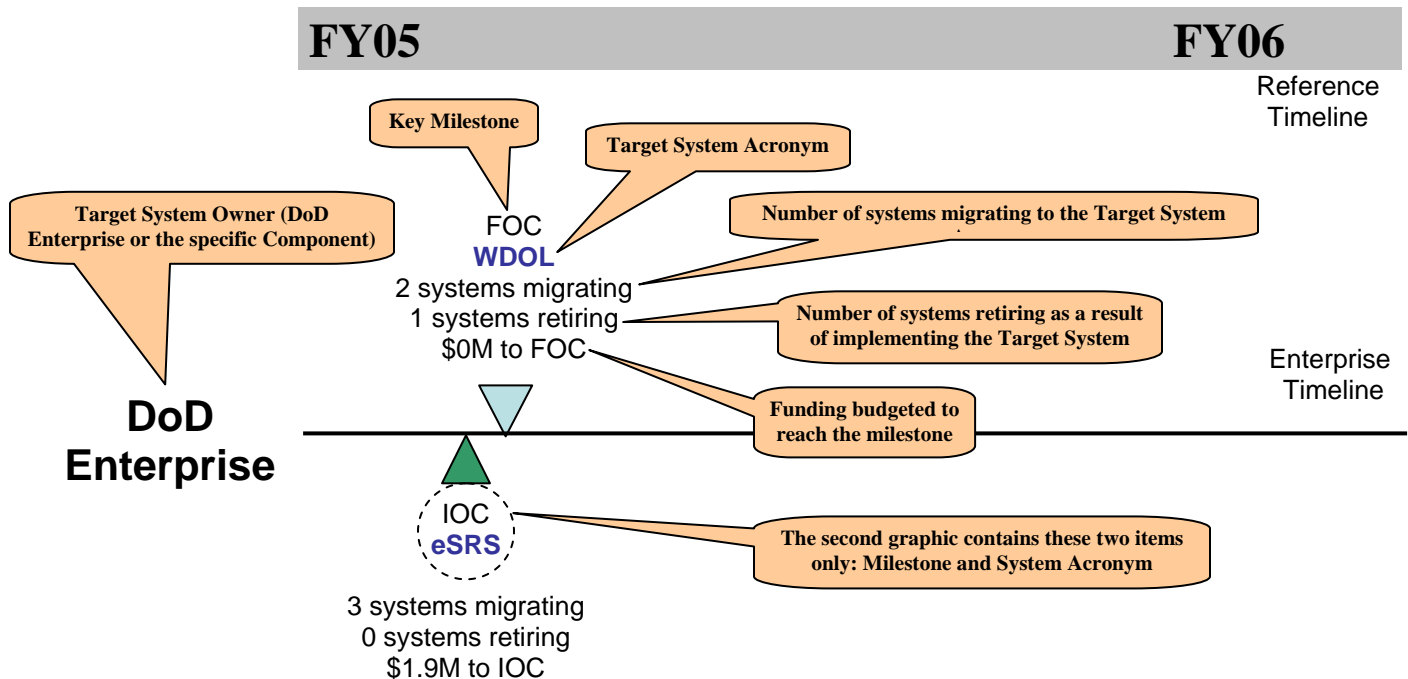 FY05 FY06
Reference
Timeline
Key Milestone
Target System Acronym
Target System Owner (DoD
Enterprise or the specific Component)
Number of systems migrating to the Target System
FOC
WDOL
2 systems migrating
1 systems retiring
$0M to FOC
Number of systems retiring as a result
of implementing the Target System
Enterprise
Timeline
Funding budgeted to
reach the milestone
DoD
Enterprise
IOC
eSRS
The second graphic contains these two items
only: Milestone and System Acronym
3 systems migrating
0 systems retiring
$1.9M to IOC